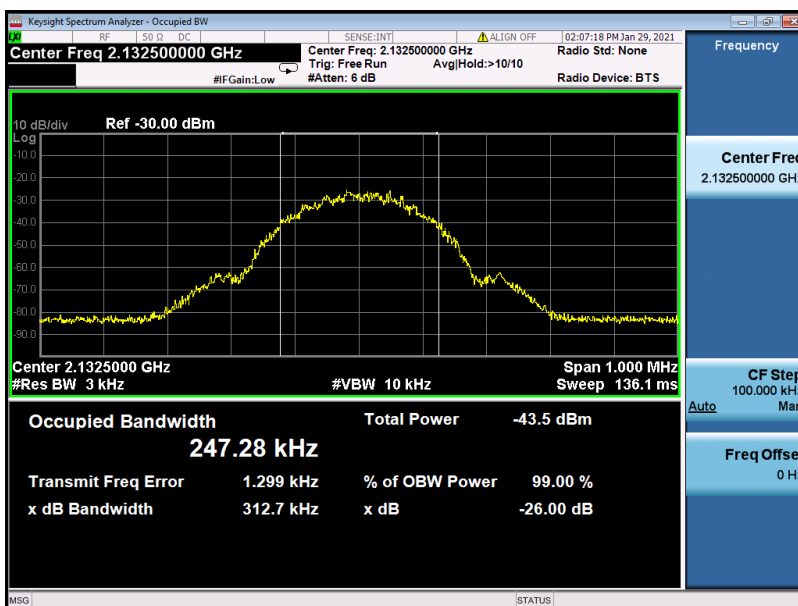 Keysight Spectrum Analyzer - Occupied BW
LXI RF 50 Ω DC SENSE:INT ALIGN OFF 02:07:18 PM Jan 29, 2021
Center Freq 2.132500000 GHz
Center Freq: 2.132500000 GHz Radio Std: None
Trig: Free Run Avg|Hold:>10/10
#IFGain:Low #Atten: 6 dB Radio Device: BTS
10 dB/div Ref -30.00 dBm
Log
-10.0
-20.0
-30.0
-40.0
-50.0
-60.0
-70.0
-80.0
-90.0
Center 2.1325000 GHz Span 1.000 MHz
#Res BW 3 kHz #VBW 10 kHz Sweep 136.1 ms
Occupied Bandwidth Total Power -43.5 dBm
247.28 kHz
Transmit Freq Error 1.299 kHz % of OBW Power 99.00 %
x dB Bandwidth 312.7 kHz x dB -26.00 dB
Frequency
Center Freq
2.132500000 GH
CF Step
100.000 kH
Auto Man
Freq Offse
0 H
MSG STATUS